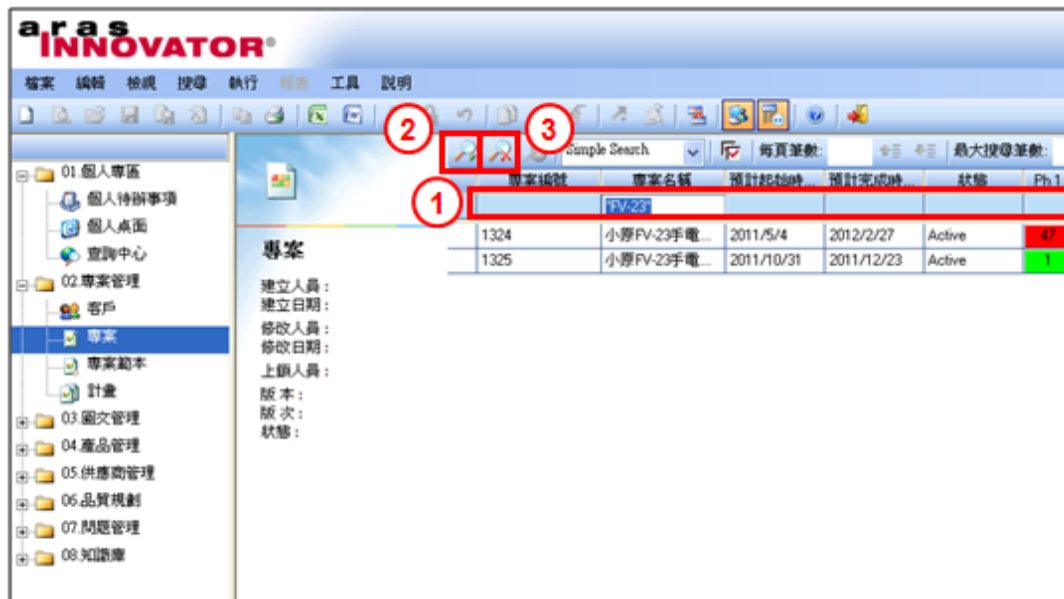 aras
INNOVATOR®
檔案 編輯 檢視 搜尋 執行 報表 工具 說明
② ③
Simple Search 每頁筆數: 最大搜尋筆數:
01.個人專區
個人待辦事項
個人桌面
查詢中心
02.專案管理
客戶
專案
專案範本
計畫
03.圖文管理
04.產品管理
05.供應商管理
06.品質規劃
07.問題管理
08.知識庫
專案
建立人員:
建立日期:
修改人員:
修改日期:
上鎖人員:
版本:
版次:
狀態:
專案編號 專案名稱 預計起始時... 預計完成時... 狀態 Ph1
① *FV-23*
1324 小原FV-23手電... 2011/5/4 2012/2/27 Active 47
1325 小原FV-23手電... 2011/10/31 2011/12/23 Active 1